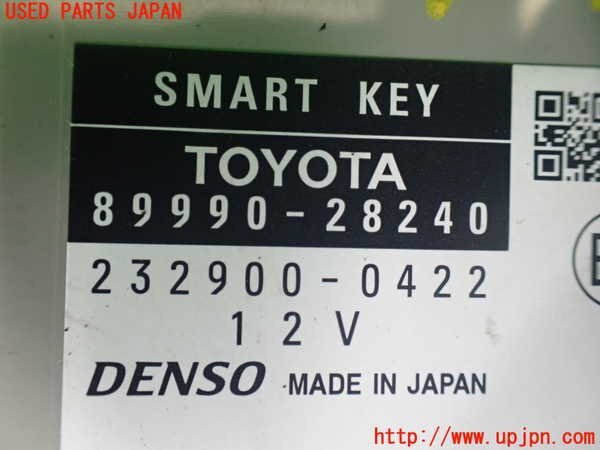 USED PARTS JAPAN
SMART KEY
TOYOTA
89990-28240
232900-0422
12V
DENSO MADE IN JAPAN
http://www.upjpn.com/